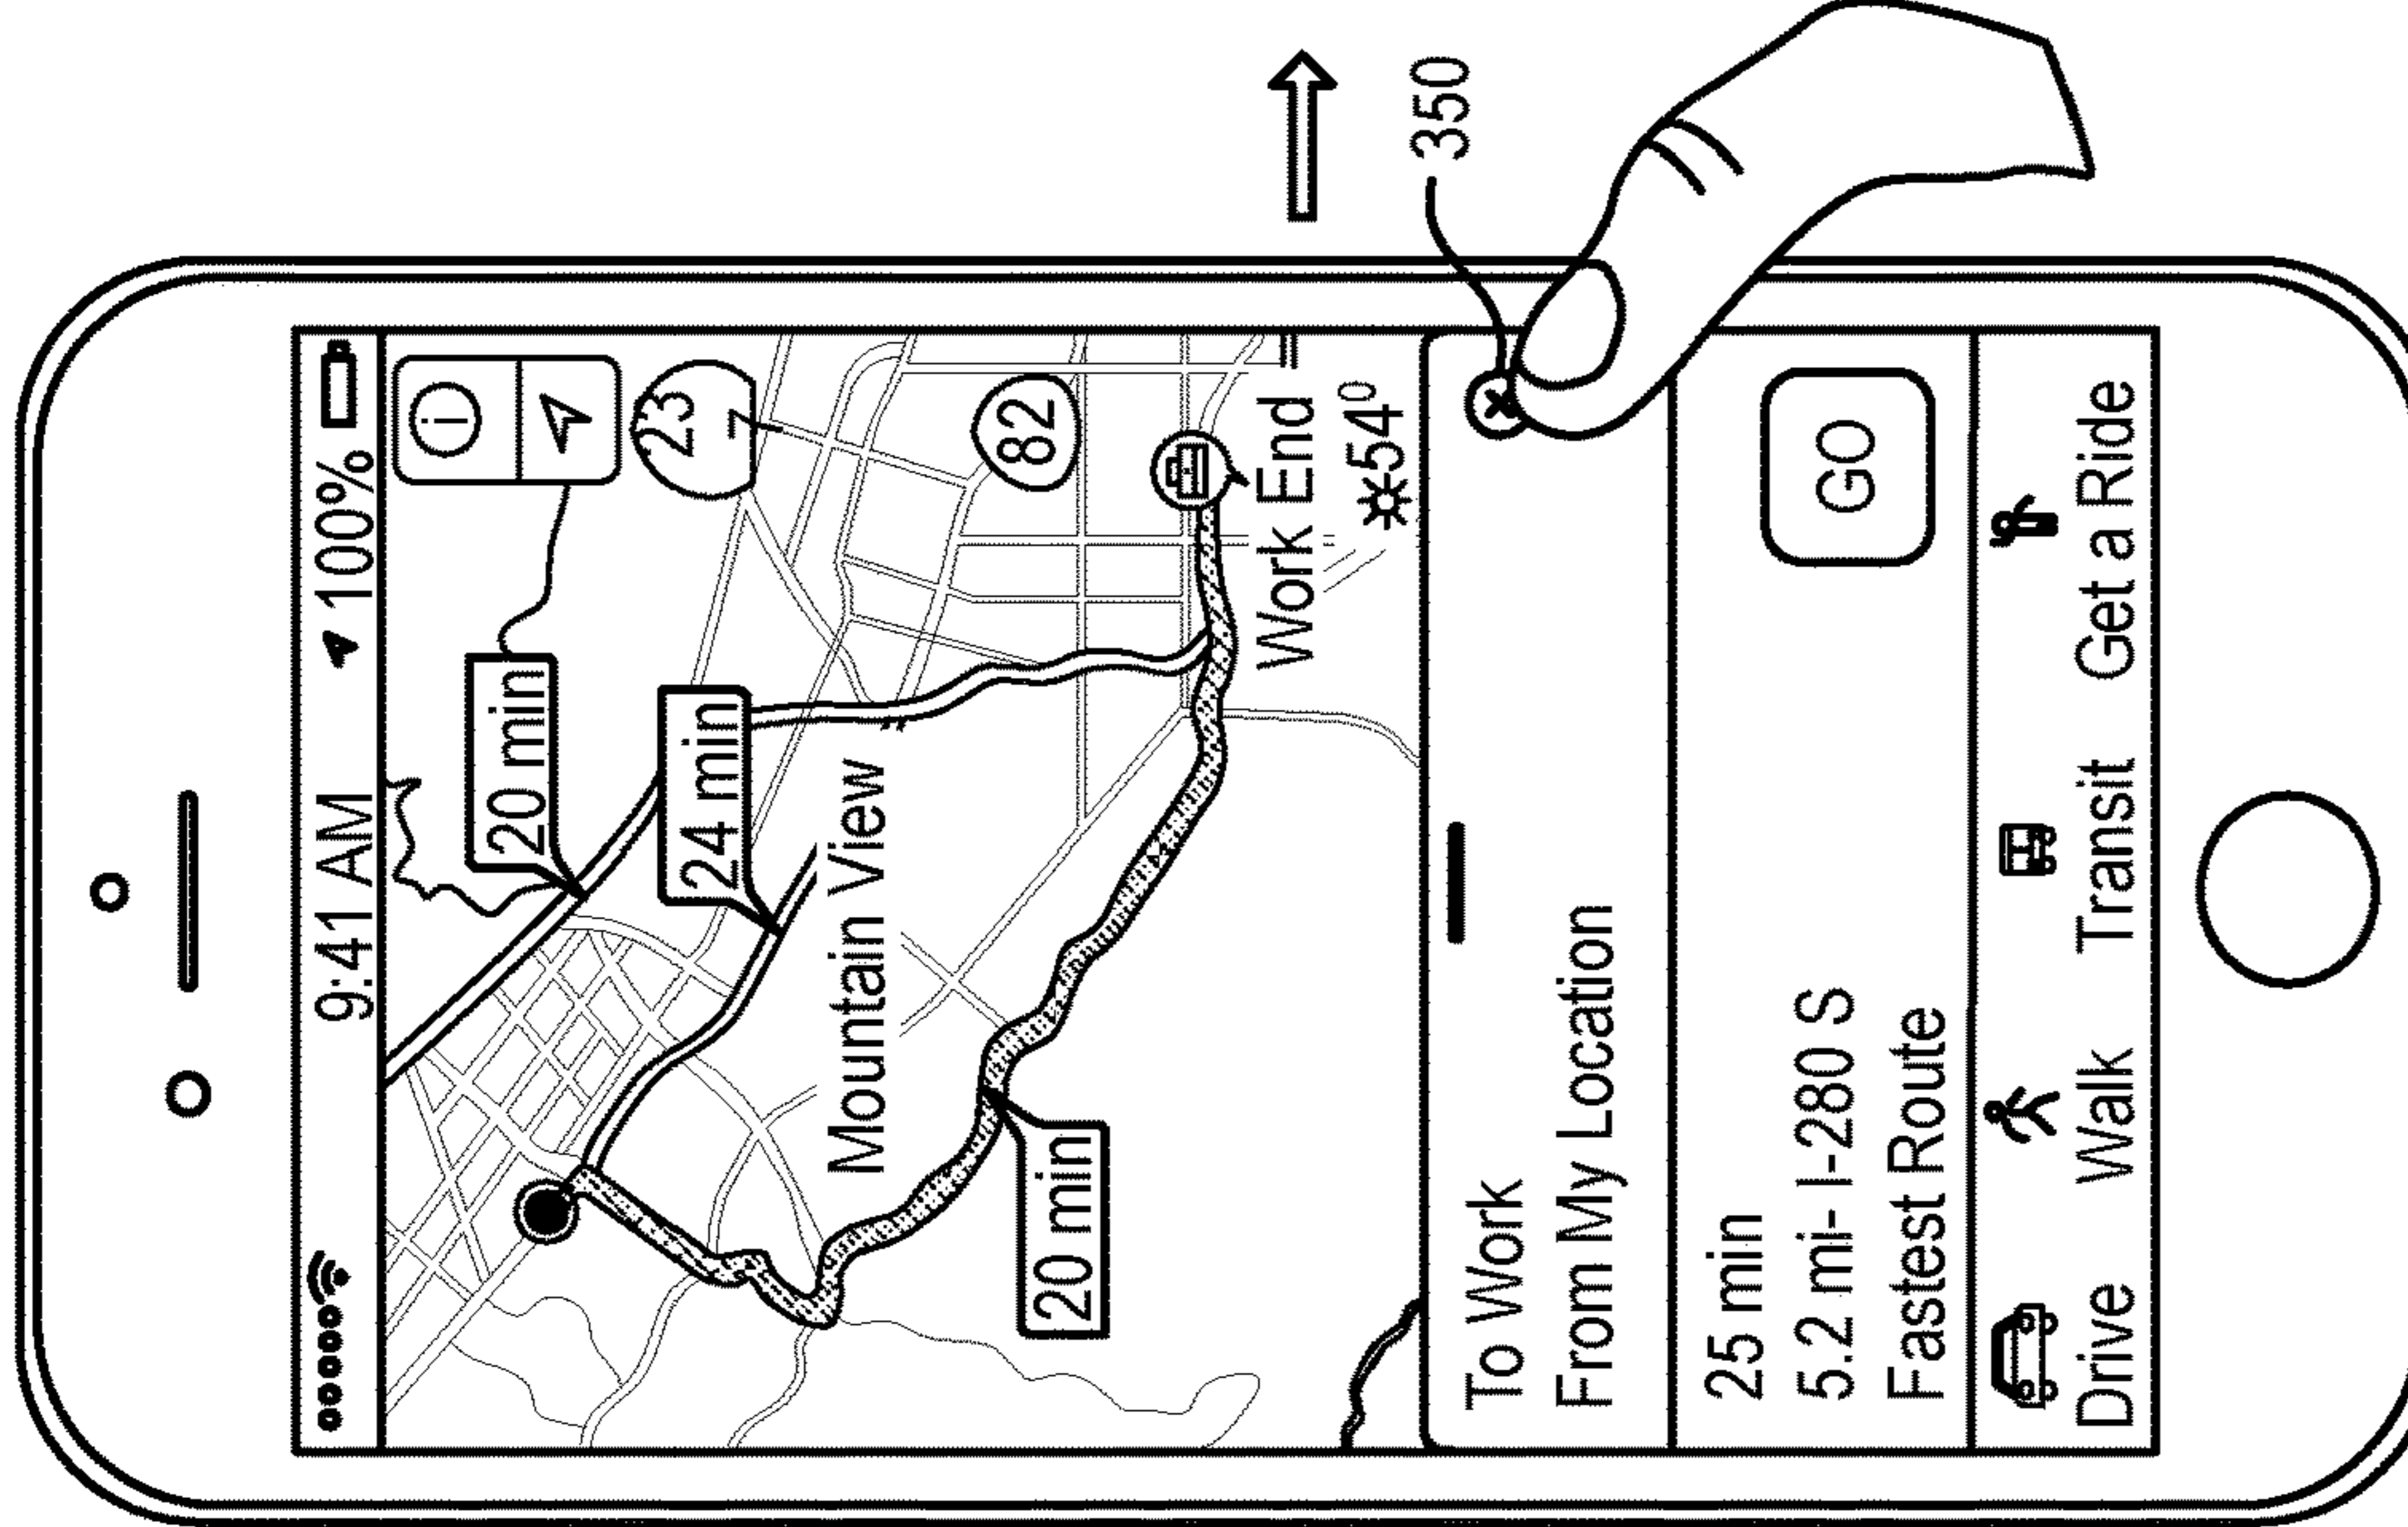 9:41 AM 100%
i
20 min
23
7
24 min
82
Mountain View
20 min
Work End
54°
350
To Work
From My Location
25 min
GO
5.2 mi- I-280 S
Fastest Route
Drive Walk Transit Get a Ride